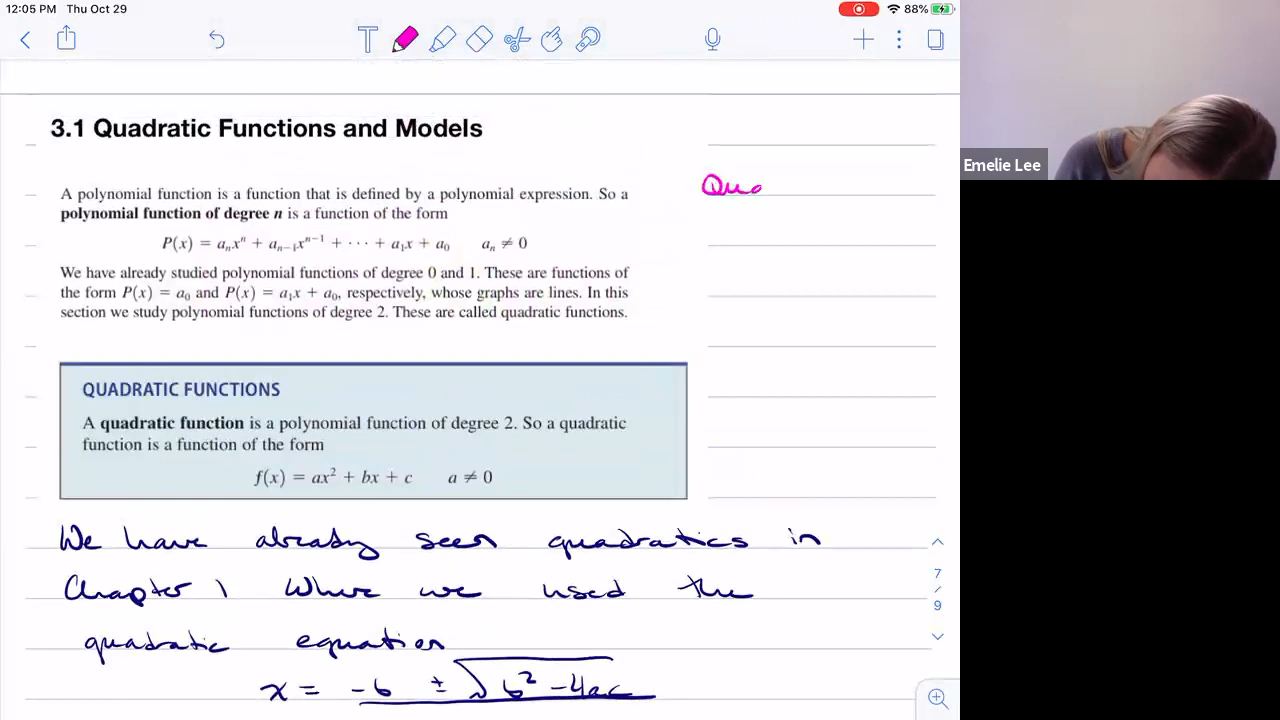 12:05 PM Thu Oct 29
88%
3.1 Quadratic Functions and Models
A polynomial function is a function that is defined by a polynomial expression. So a
polynomial function of degree n is a function of the form
P(x) = aₙxⁿ + aₙ₋₁xⁿ⁻¹ + · · · + a₁x + a₀ aₙ ≠ 0
We have already studied polynomial functions of degree 0 and 1. These are functions of
the form P(x) = a₀ and P(x) = a₁x + a₀, respectively, whose graphs are lines. In this
section we study polynomial functions of degree 2. These are called quadratic functions.
Qua
QUADRATIC FUNCTIONS
A quadratic function is a polynomial function of degree 2. So a quadratic
function is a function of the form
f(x) = ax² + bx + c a ≠ 0
We have already seen quadratics in
Chapter 1 Where we used the
quadratic equation
x = -b ± √b² -4ac
7
/
9
Emelie Lee